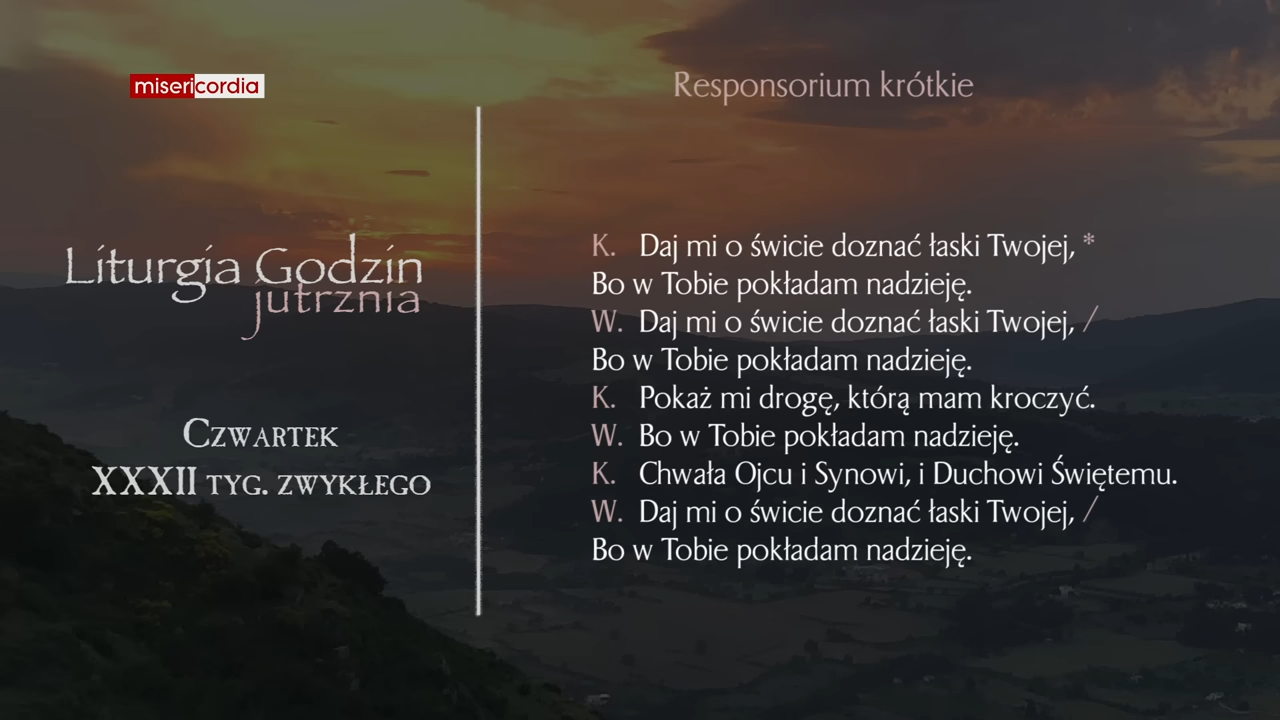 misericordia
Liturgia Godzin
jutrznia
Czwartek
XXXII tyg. zwykłego
Responsorium krótkie
K. Daj mi o świcie doznać łaski Twojej, *
Bo w Tobie pokładam nadzieję.
W. Daj mi o świcie doznać łaski Twojej, /
Bo w Tobie pokładam nadzieję.
K. Pokaż mi drogę, którą mam kroczyć.
W. Bo w Tobie pokładam nadzieję.
K. Chwała Ojcu i Synowi, i Duchowi Świętemu.
W. Daj mi o świcie doznać łaski Twojej, /
Bo w Tobie pokładam nadzieję.